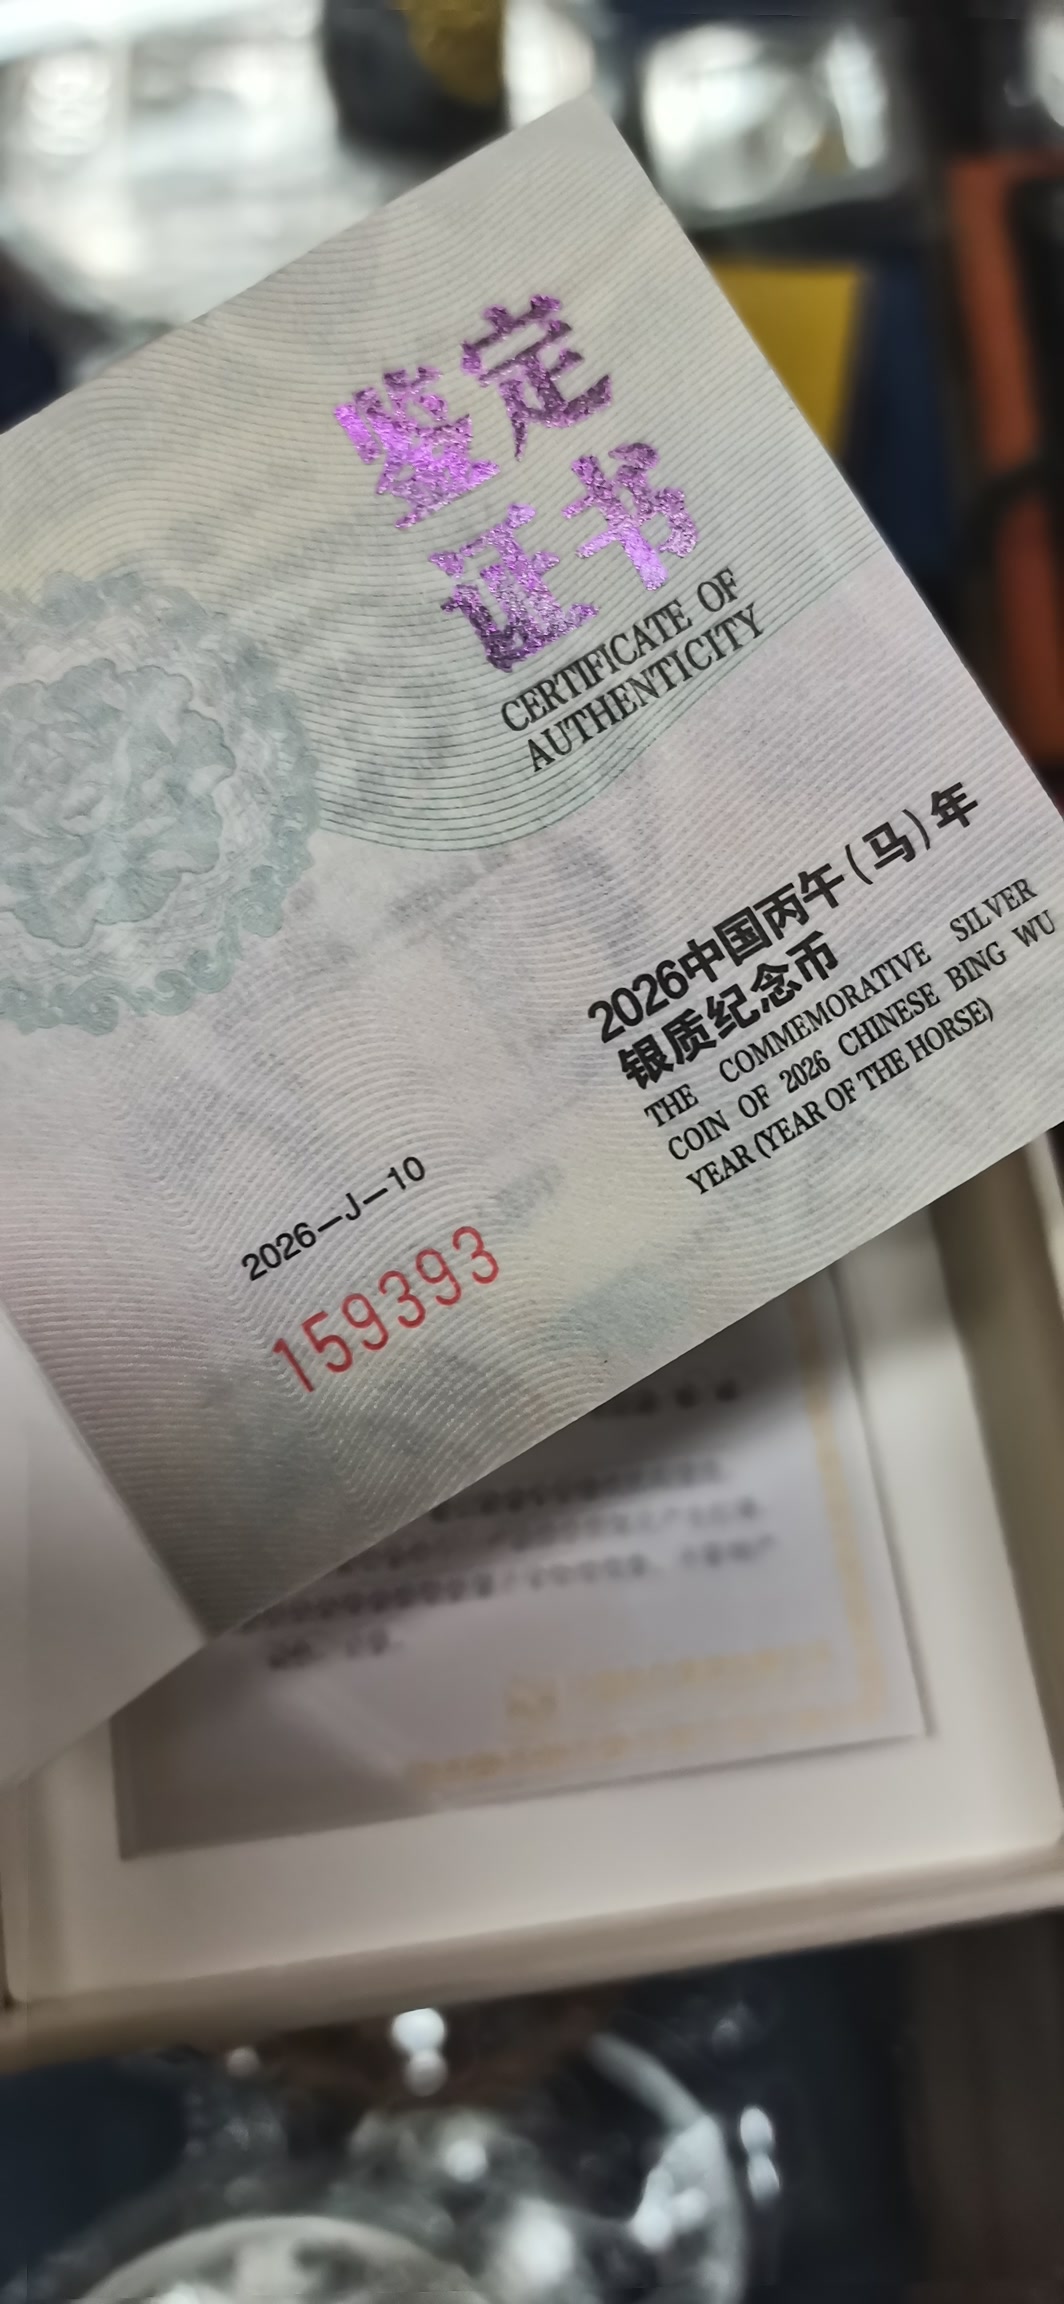 鉴定
证书
CERTIFICATE OF
AUTHENTICITY
2026中国丙午(马)年
银质纪念币
THE COMMEMORATIVE SILVER
COIN OF 2026 CHINESE BING WU
YEAR (YEAR OF THE HORSE)
2026—J—10
159393